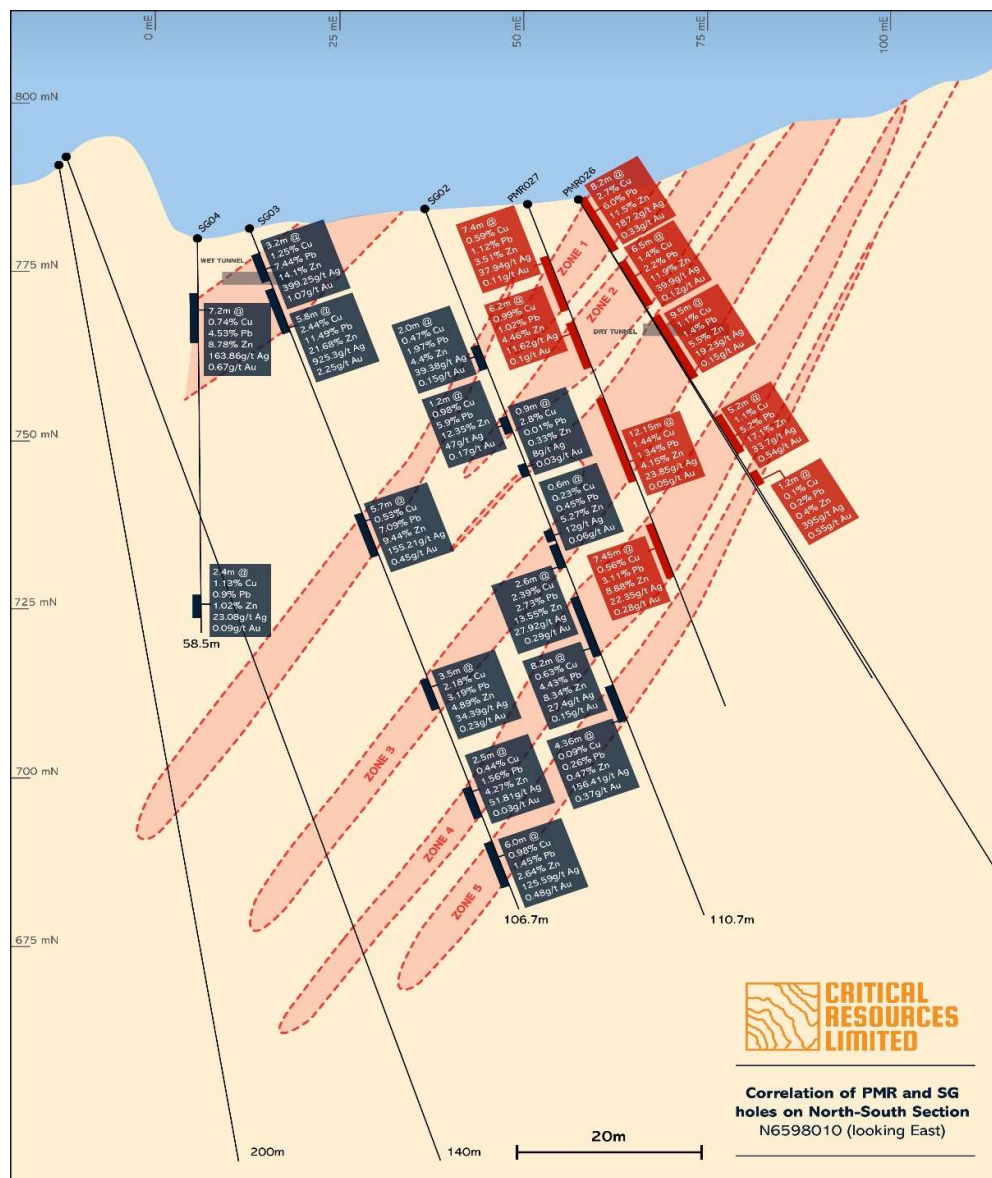 0 mE
25 mE
50 mE
75 mE
100 mE
800 mN
775 mN
750 mN
725 mN
700 mN
675 mN
SG04
SG03
SG02
PMR027
PMR026
WET TUNNEL
DRY TUNNEL
3.2m @
1.25% Cu
7.44% Pb
14.1% Zn
399.25g/t Ag
1.07g/t Au
5.8m @
2.44% Cu
11.49% Pb
21.68% Zn
925.3g/t Ag
2.25g/t Au
7.2m @
0.74% Cu
4.53% Pb
8.78% Zn
163.86g/t Ag
0.67g/t Au
2.4m @
1.13% Cu
0.9% Pb
1.02% Zn
23.08g/t Ag
0.09g/t Au
58.5m
5.7m @
0.53% Cu
7.09% Pb
9.44% Zn
155.21g/t Ag
0.45g/t Au
2.0m @
0.47% Cu
1.97% Pb
4.4% Zn
39.38g/t Ag
0.15g/t Au
1.2m @
0.98% Cu
5.9% Pb
12.35% Zn
47g/t Ag
0.17g/t Au
0.9m @
2.8% Cu
0.01% Pb
0.33% Zn
8g/t Ag
0.03g/t Au
0.6m @
0.23% Cu
0.45% Pb
5.27% Zn
12g/t Ag
0.06g/t Au
2.6m @
2.39% Cu
2.73% Pb
13.55% Zn
27.92g/t Ag
0.29g/t Au
8.2m @
0.63% Cu
4.43% Pb
8.34% Zn
27.4g/t Ag
0.15g/t Au
4.36m @
0.09% Cu
0.26% Pb
0.47% Zn
156.41g/t Ag
0.37g/t Au
3.5m @
2.18% Cu
3.19% Pb
4.89% Zn
34.39g/t Ag
0.23g/t Au
2.5m @
0.44% Cu
1.56% Pb
4.27% Zn
51.81g/t Ag
0.03g/t Au
6.0m @
0.98% Cu
1.45% Pb
2.64% Zn
125.59g/t Ag
0.48g/t Au
7.4m @
0.59% Cu
1.12% Pb
3.51% Zn
37.94g/t Ag
0.11g/t Au
6.2m @
0.99% Cu
1.02% Pb
4.46% Zn
11.62g/t Ag
0.1g/t Au
12.15m @
1.44% Cu
1.34% Pb
4.15% Zn
23.85g/t Ag
0.05g/t Au
7.45m @
0.56% Cu
3.11% Pb
8.88% Zn
22.35g/t Ag
0.28g/t Au
8.2m @
2.7% Cu
6.0% Pb
11.5% Zn
187.2g/t Ag
0.33g/t Au
6.5m @
1.4% Cu
2.2% Pb
11.9% Zn
39.9g/t Ag
0.12g/t Au
9.5m @
1.1% Cu
1.4% Pb
5.5% Zn
19.23g/t Ag
0.15g/t Au
5.2m @
1.1% Cu
5.2% Pb
17.1% Zn
33.7g/t Ag
0.54g/t Au
1.2m @
0.1% Cu
0.2% Pb
0.4% Zn
395g/t Ag
0.55g/t Au
ZONE 1
ZONE 2
ZONE 3
ZONE 4
ZONE 5
106.7m
110.7m
200m
140m
20m
CRITICAL
RESOURCES
LIMITED
Correlation of PMR and SG
holes on North-South Section
N6598010 (looking East)